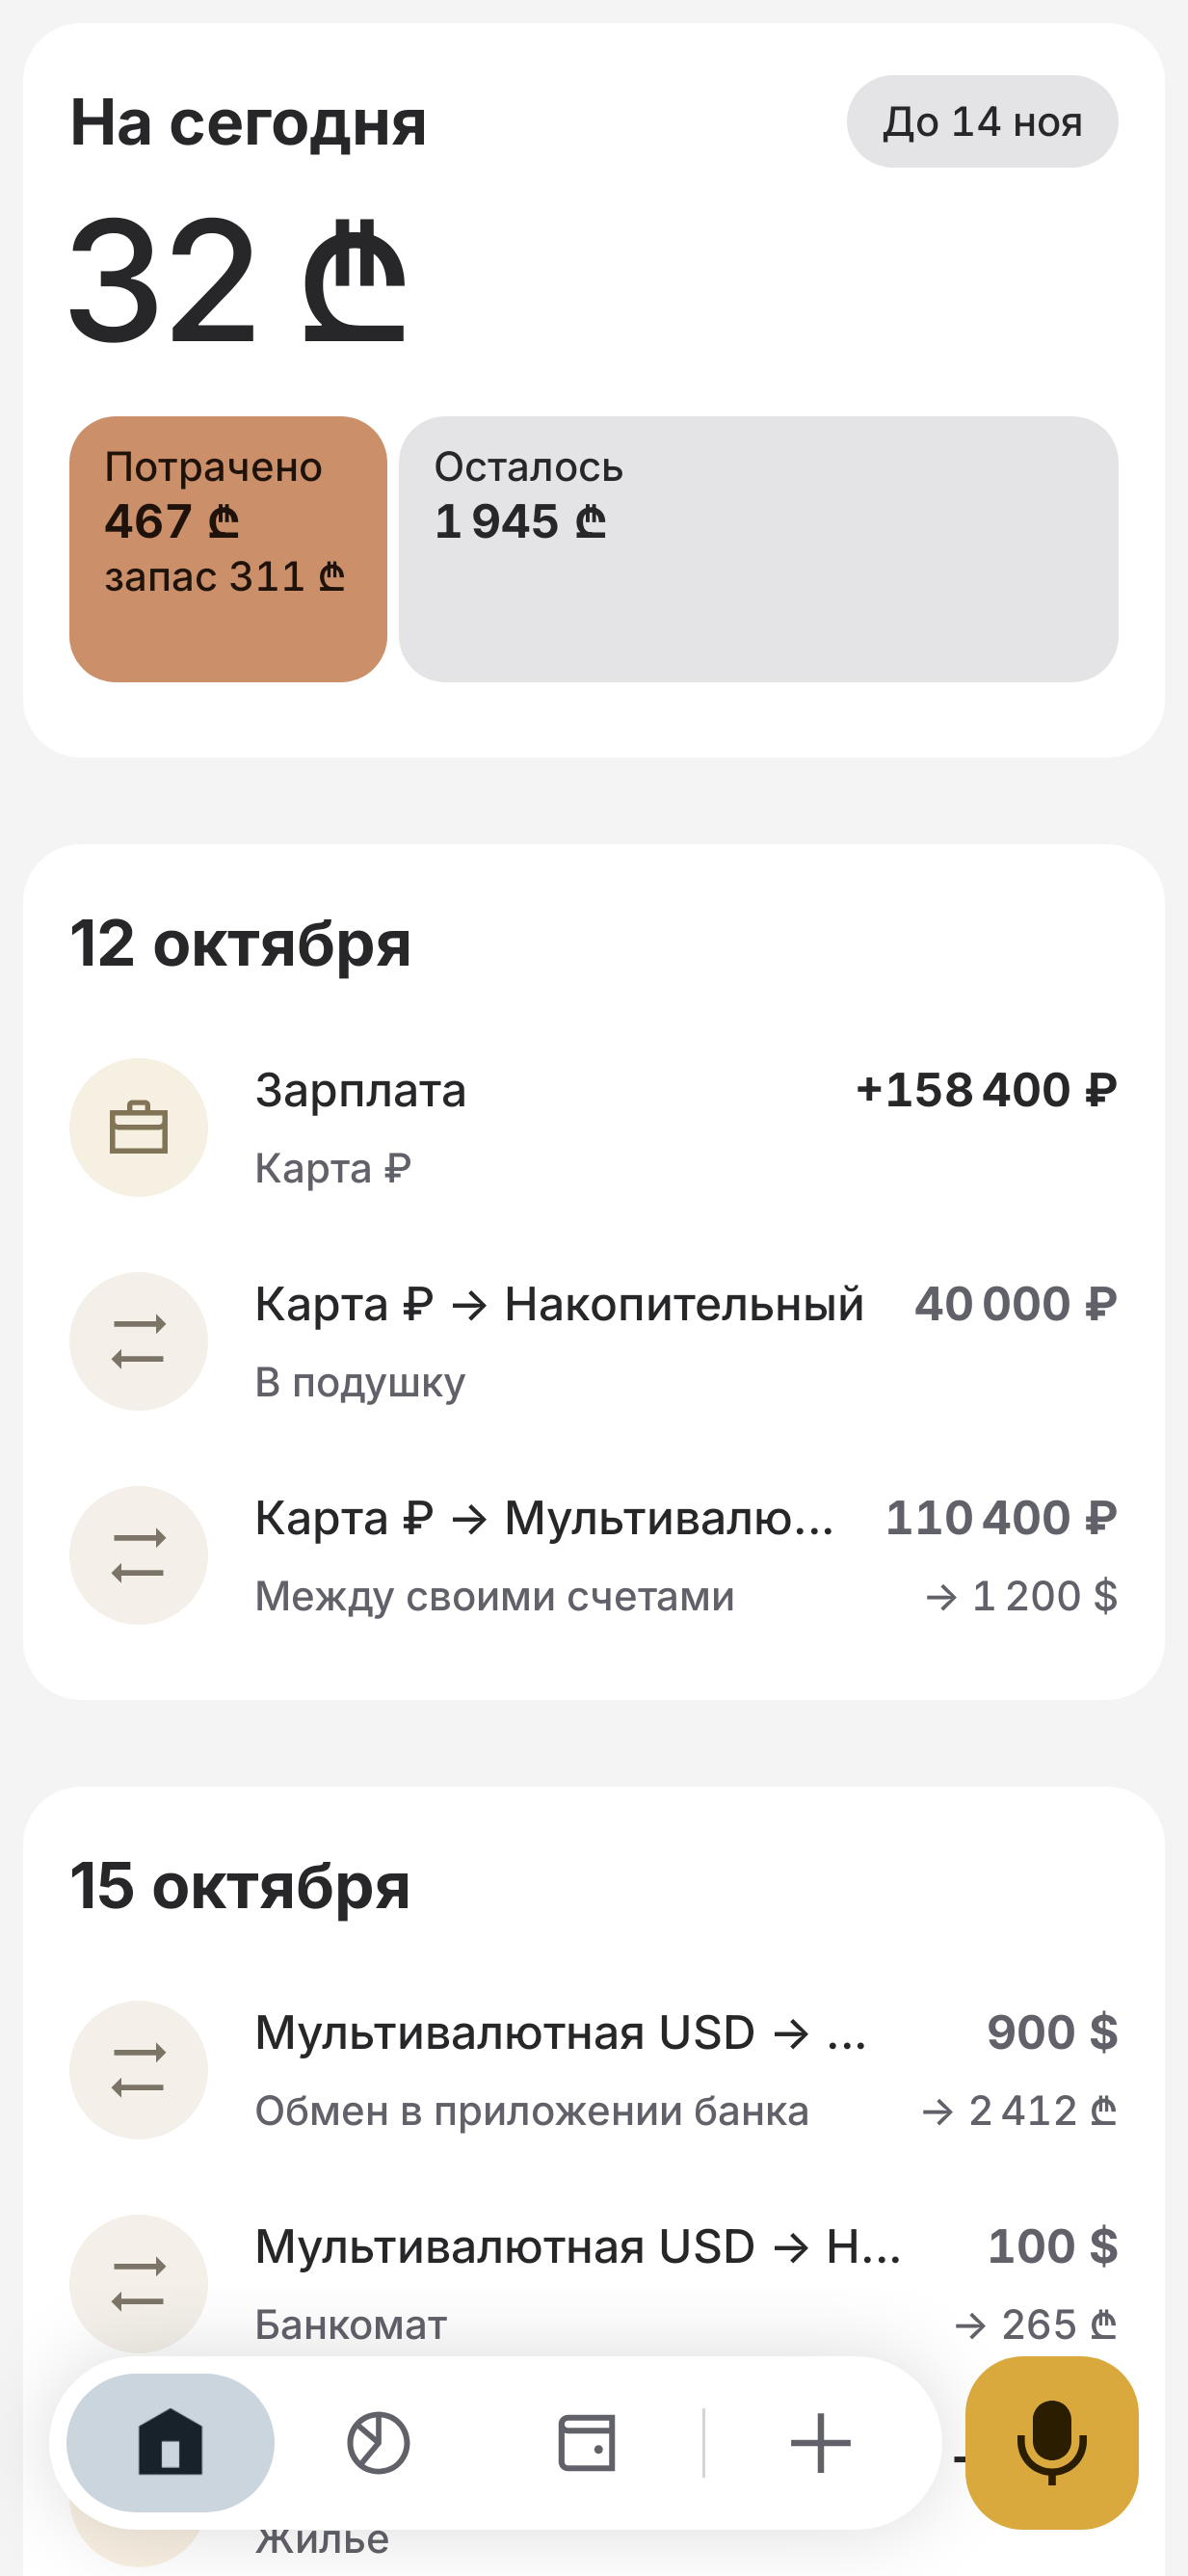 На сегодня
До 14 ноя
32 ₾
Потрачено
467 ₾
запас 311 ₾
Осталось
1 945 ₾
12 октября
Зарплата
+158 400 ₽
Карта ₽
Карта ₽ → Накопительный
40 000 ₽
В подушку
Карта ₽ → Мультивалю...
110 400 ₽
Между своими счетами
→ 1 200 $
15 октября
Мультивалютная USD → ...
900 $
Обмен в приложении банка
→ 2 412 ₾
Мультивалютная USD → Н...
100 $
Банкомат
→ 265 ₾
Жилье